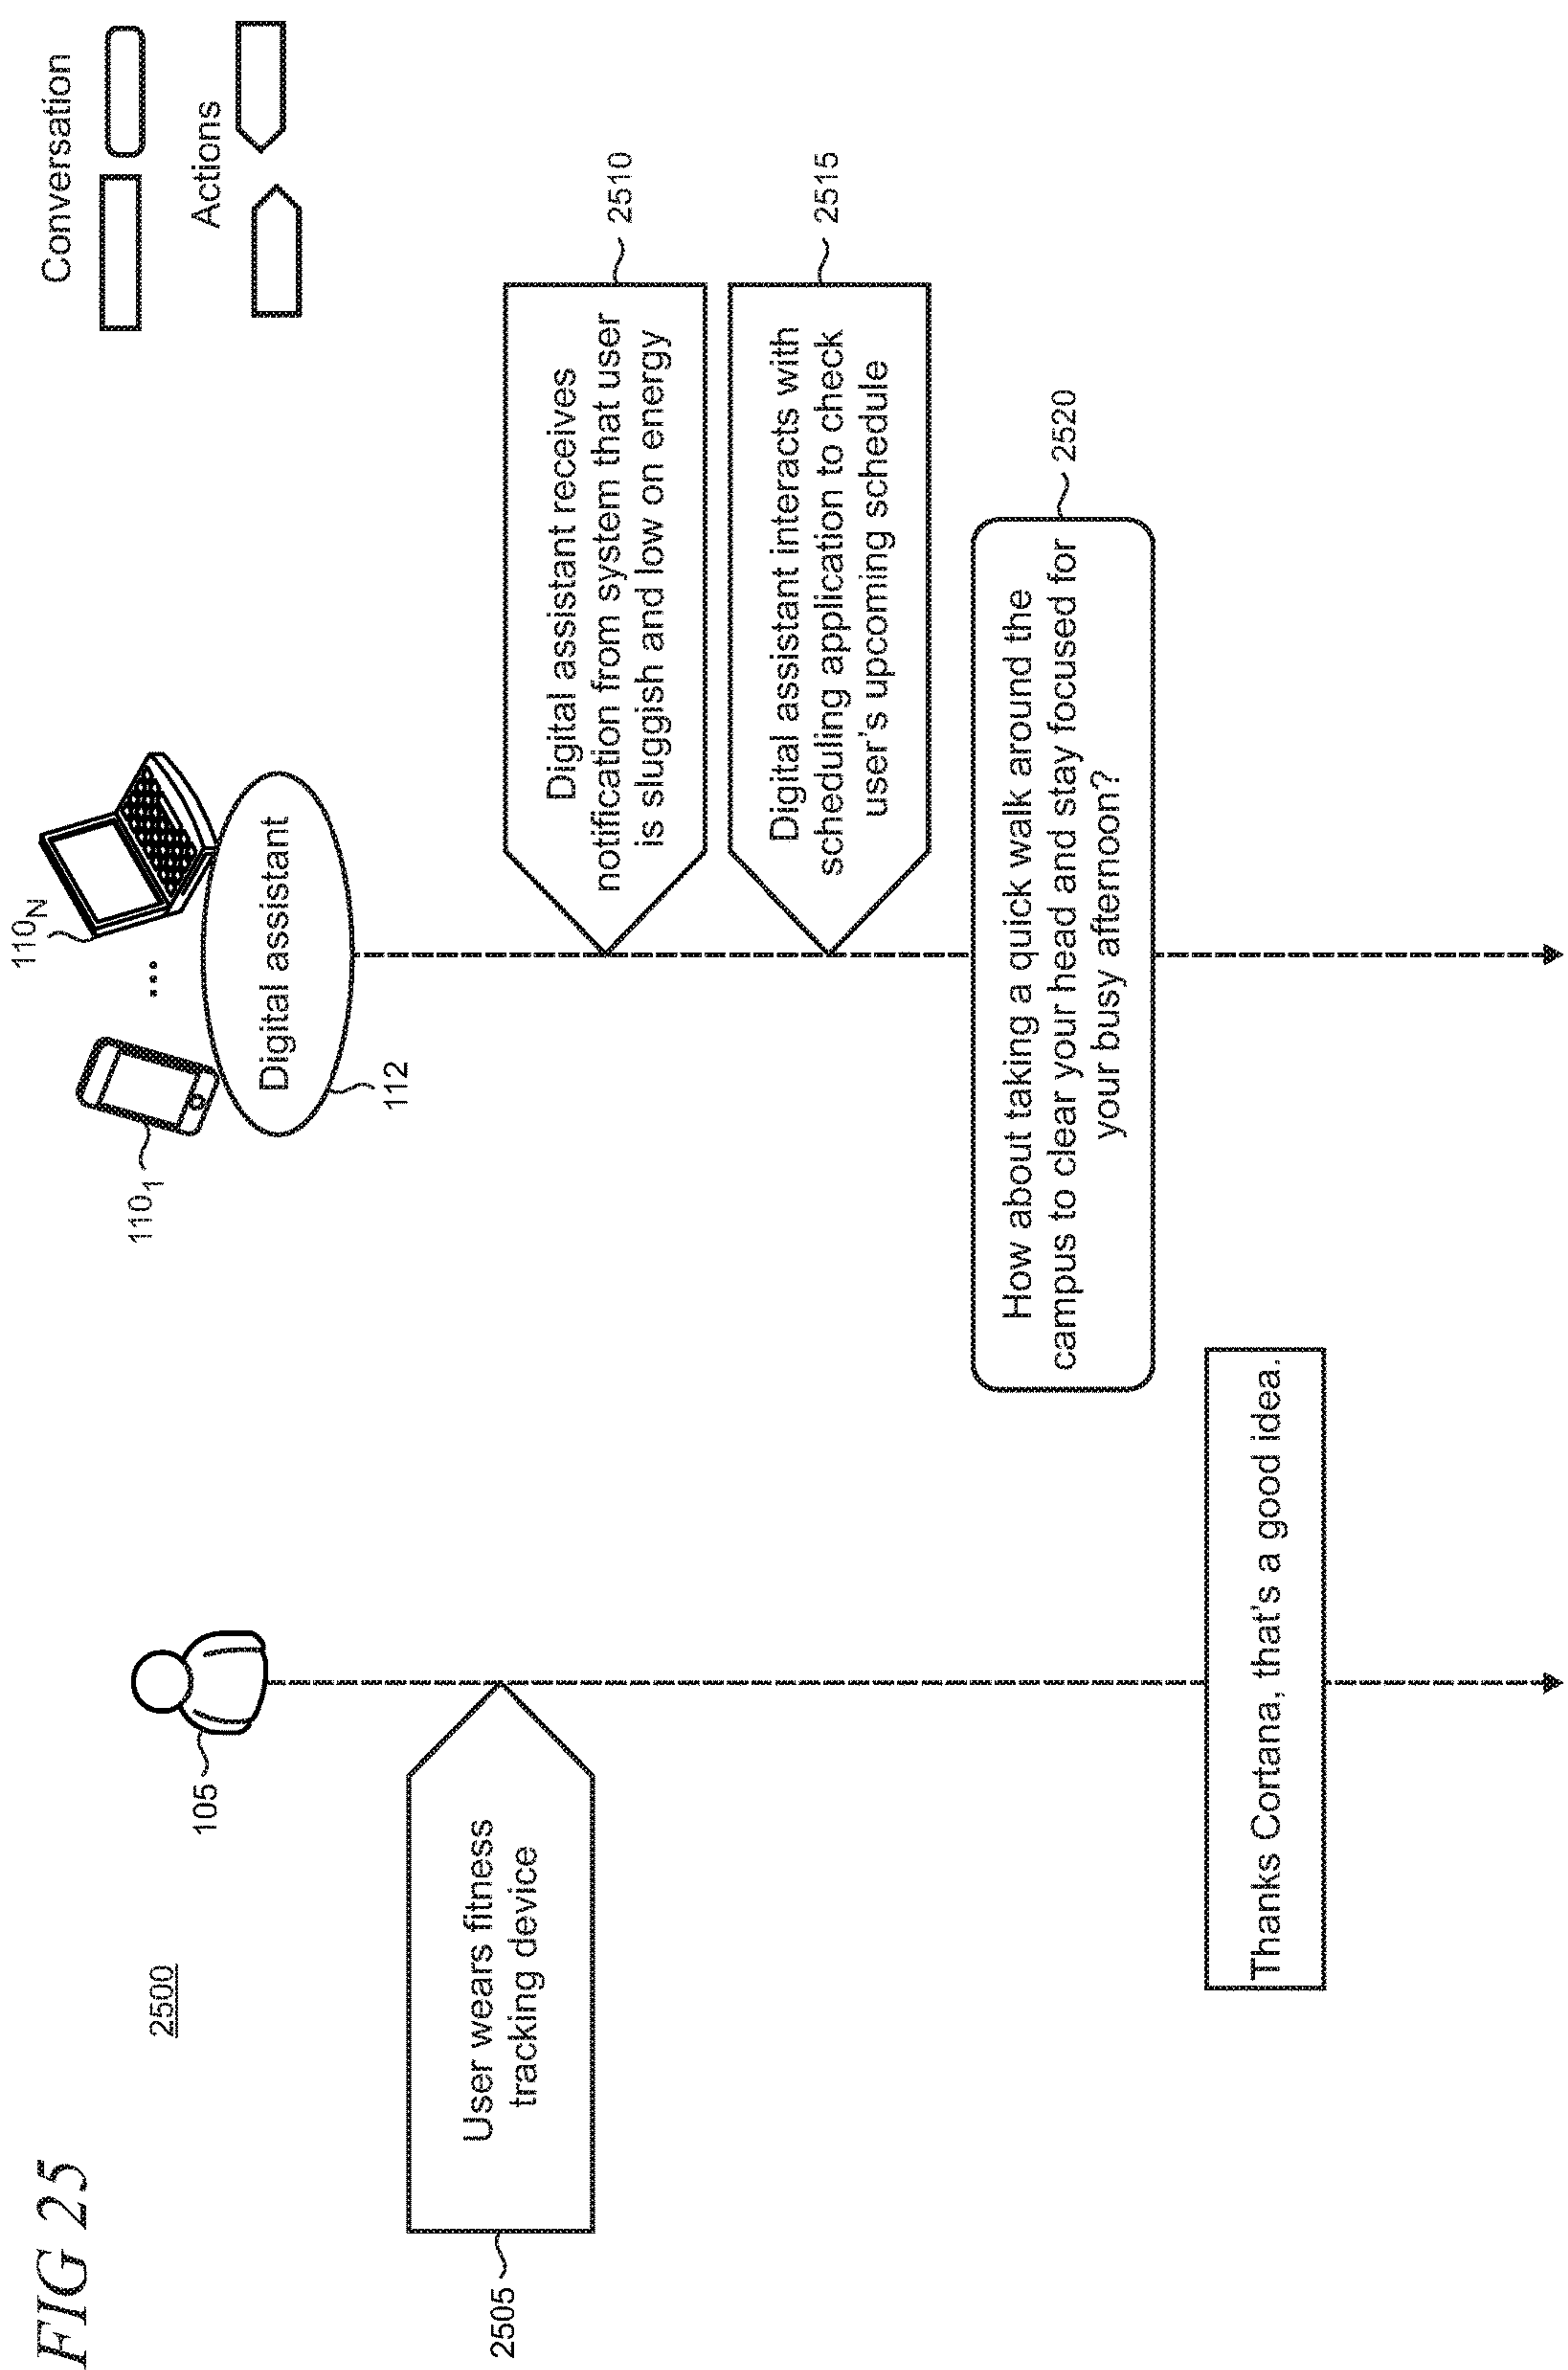 FIG 25
2500
Conversation
Actions
105
110₁
...
110N
Digital assistant
112
2505
User wears fitness
tracking device
Digital assistant receives
notification from system that user
is sluggish and low on energy
2510
Digital assistant interacts with
scheduling application to check
user's upcoming schedule
2515
How about taking a quick walk around the
campus to clear your head and stay focused for
your busy afternoon?
2520
Thanks Cortana, that's a good idea.